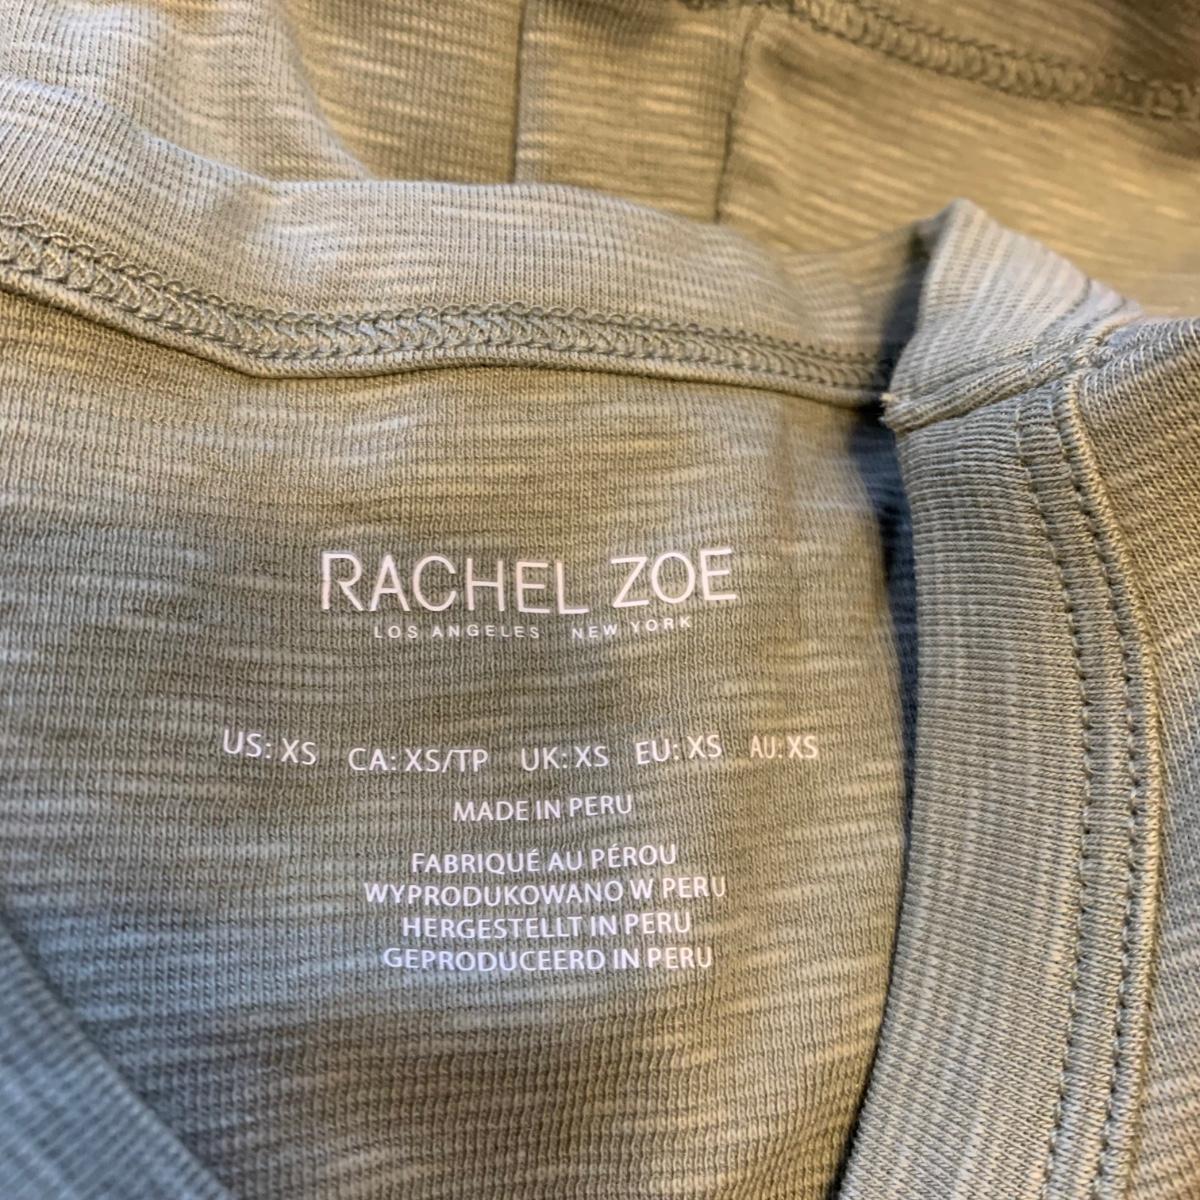 RACHEL ZOE
LOS ANGELES NEW YORK
US: XS CA: XS/TP UK: XS EU: XS AU: XS
MADE IN PERU
FABRIQUÉ AU PÉROU
WYPRODUKOWANO W PERU
HERGESTELLT IN PERU
GEPRODUCEERD IN PERU